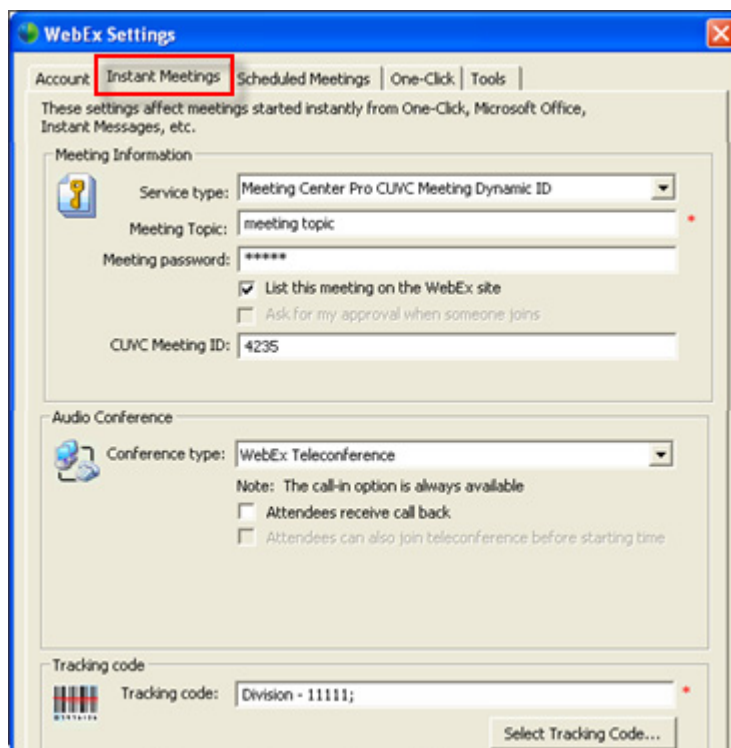 WebEx Settings
Account Instant Meetings Scheduled Meetings One-Click Tools
These settings affect meetings started instantly from One-Click, Microsoft Office,
Instant Messages, etc.
Meeting Information
Service type: Meeting Center Pro CUVC Meeting Dynamic ID
Meeting Topic: meeting topic *
Meeting password: *****
List this meeting on the WebEx site
Ask for my approval when someone joins
CUVC Meeting ID: 4235
Audio Conference
Conference type: WebEx Teleconference
Note: The call-in option is always available
Attendees receive call back
Attendees can also join teleconference before starting time
Tracking code
Tracking code: Division - 11111; *
Select Tracking Code...